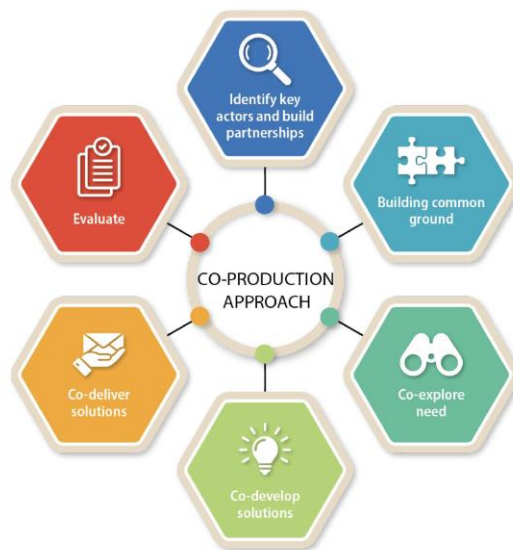 Identify key
actors and build
partnerships
Building common
ground
Co-explore
need
Co-develop
solutions
Co-deliver
solutions
Evaluate
CO-PRODUCTION
APPROACH